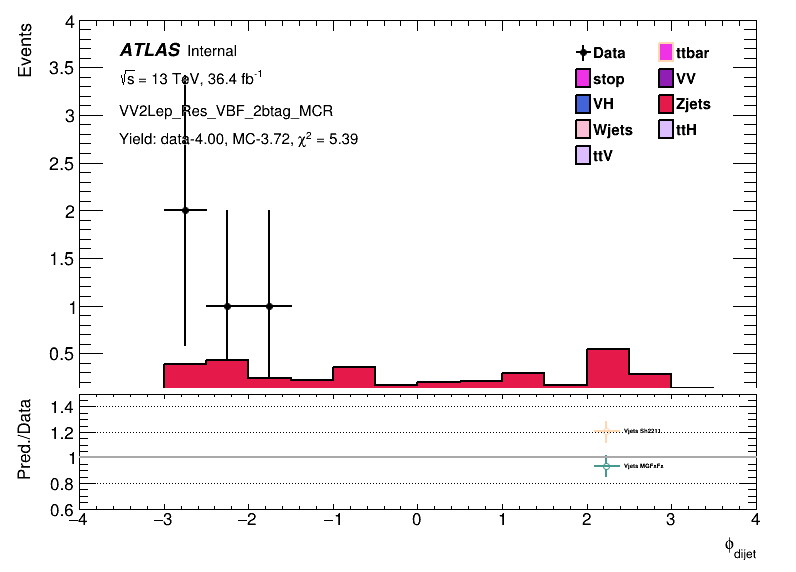 Events
4
3.5
3
2.5
2
1.5
1
0.5
ATLAS Internal
√s = 13 TeV, 36.4 fb⁻¹
VV2Lep_Res_VBF_2btag_MCR
Yield: data-4.00, MC-3.72, χ² = 5.39
Data
ttbar
stop
VV
VH
Zjets
Wjets
ttH
ttV
Pred./Data
1.4
1.2
1
0.8
0.6
Vjets Sh2211
Vjets MGFxFx
−4 −3 −2 −1 0 1 2 3 4
ϕdijet